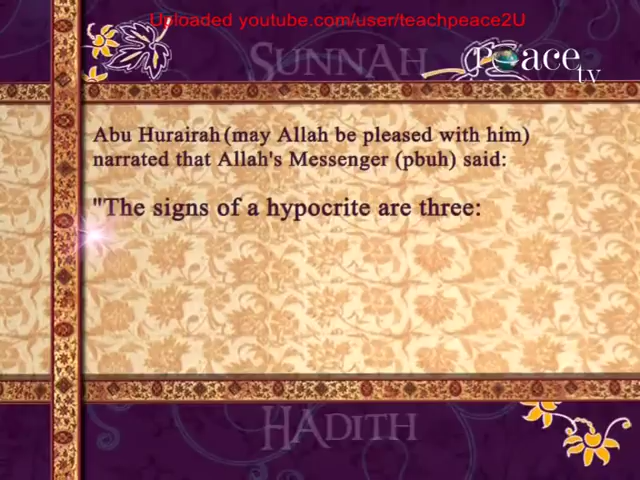 Uploaded youtube.com/user/teachpeace2U
SUNNAH
Peace tv
Abu Hurairah (may Allah be pleased with him)
narrated that Allah's Messenger (pbuh) said:
"The signs of a hypocrite are three:
HADITH